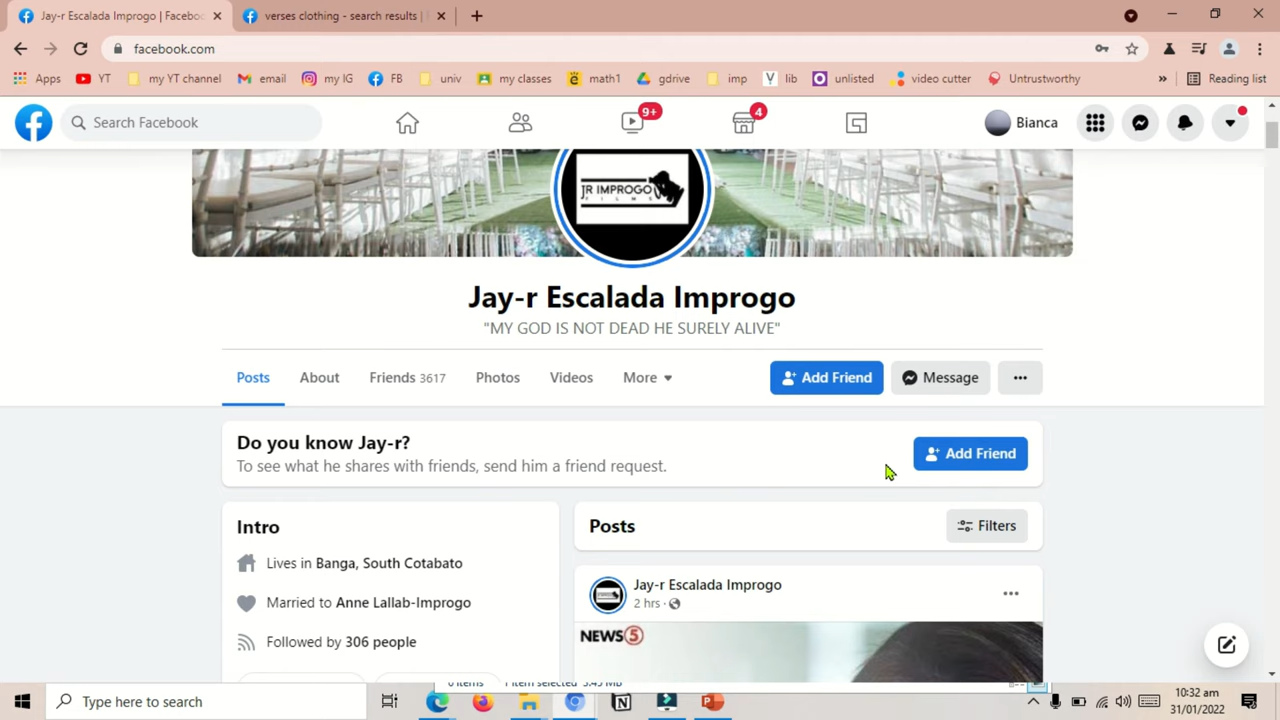 Jay-r Escalada Improgo | Faceboo
verses clothing - search results |
facebook.com
Apps
YT
my YT channel
email
my IG
FB
univ
my classes
math1
gdrive
imp
lib
unlisted
video cutter
Untrustworthy
»
Reading list
Search Facebook
9+
4
Bianca
JR IMPROGO
FILMS
Jay-r Escalada Improgo
"MY GOD IS NOT DEAD HE SURELY ALIVE"
Posts
About
Friends 3617
Photos
Videos
More
Add Friend
Message
Do you know Jay-r?
To see what he shares with friends, send him a friend request.
Add Friend
Intro
Lives in Banga, South Cotabato
Married to Anne Lallab-Improgo
Followed by 306 people
Posts
Filters
Jay-r Escalada Improgo
2 hrs ·
NEWS5
Type here to search
10:32 am
31/01/2022